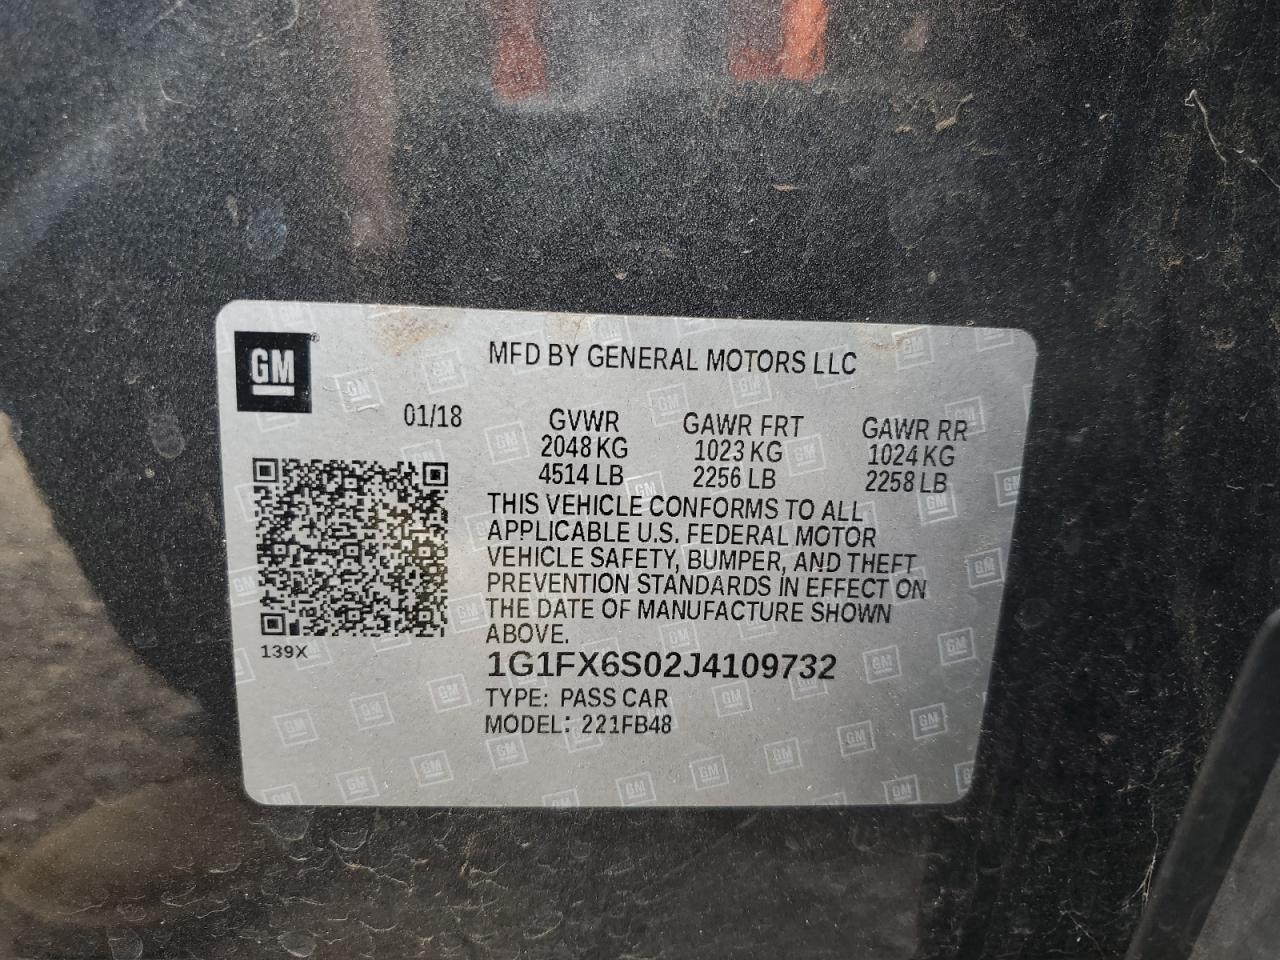 GM
MFD BY GENERAL MOTORS LLC
01/18
GVWR GAWR FRT GAWR RR
2048 KG 1023 KG 1024 KG
4514 LB 2256 LB 2258 LB
THIS VEHICLE CONFORMS TO ALL
APPLICABLE U.S. FEDERAL MOTOR
VEHICLE SAFETY, BUMPER, AND THEFT
PREVENTION STANDARDS IN EFFECT ON
THE DATE OF MANUFACTURE SHOWN
ABOVE.
139X
1G1FX6S02J4109732
TYPE: PASS CAR
MODEL: 221FB48